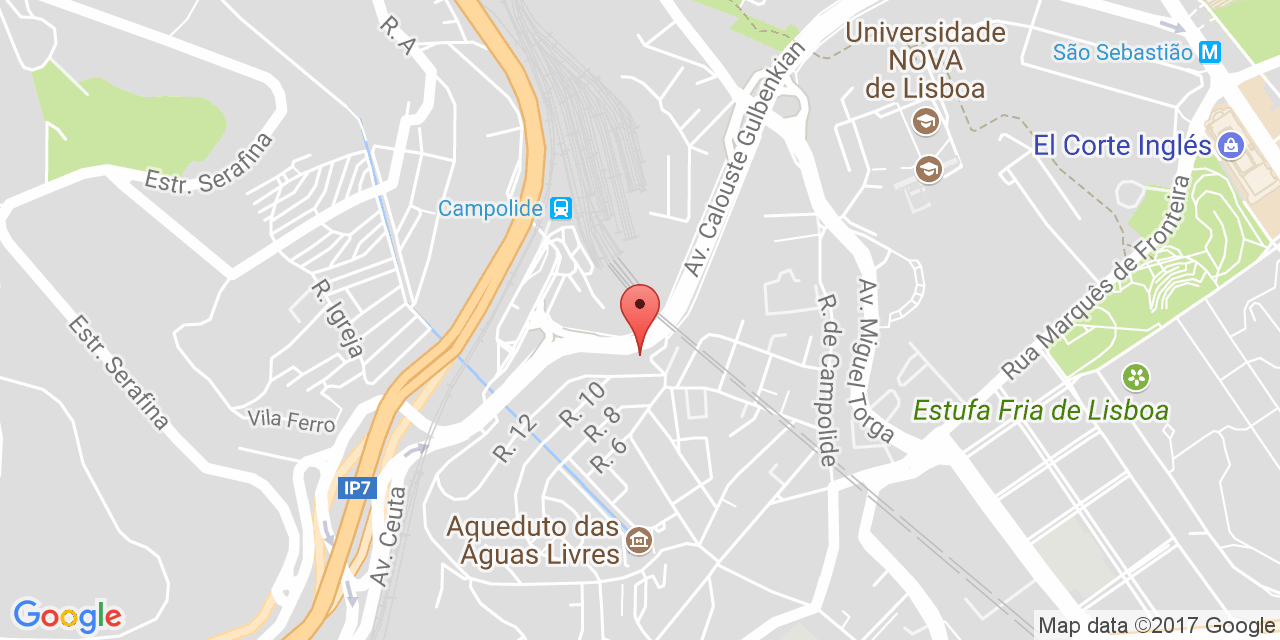 R. A
Universidade
NOVA
de Lisboa
São Sebastião
M
El Corte Inglés
Estr. Serafina
Campolide
Av. Calouste Gulbenkian
Rua Marquês de Fronteira
R. Igreja
Estr. Serafina
R. de Campolide
Av. Miguel Torga
Estufa Fria de Lisboa
Vila Ferro
R. 10
R. 8
R. 12
R. 6
IP7
Av. Ceuta
Aqueduto das
Águas Livres
Google
Map data ©2017 Google